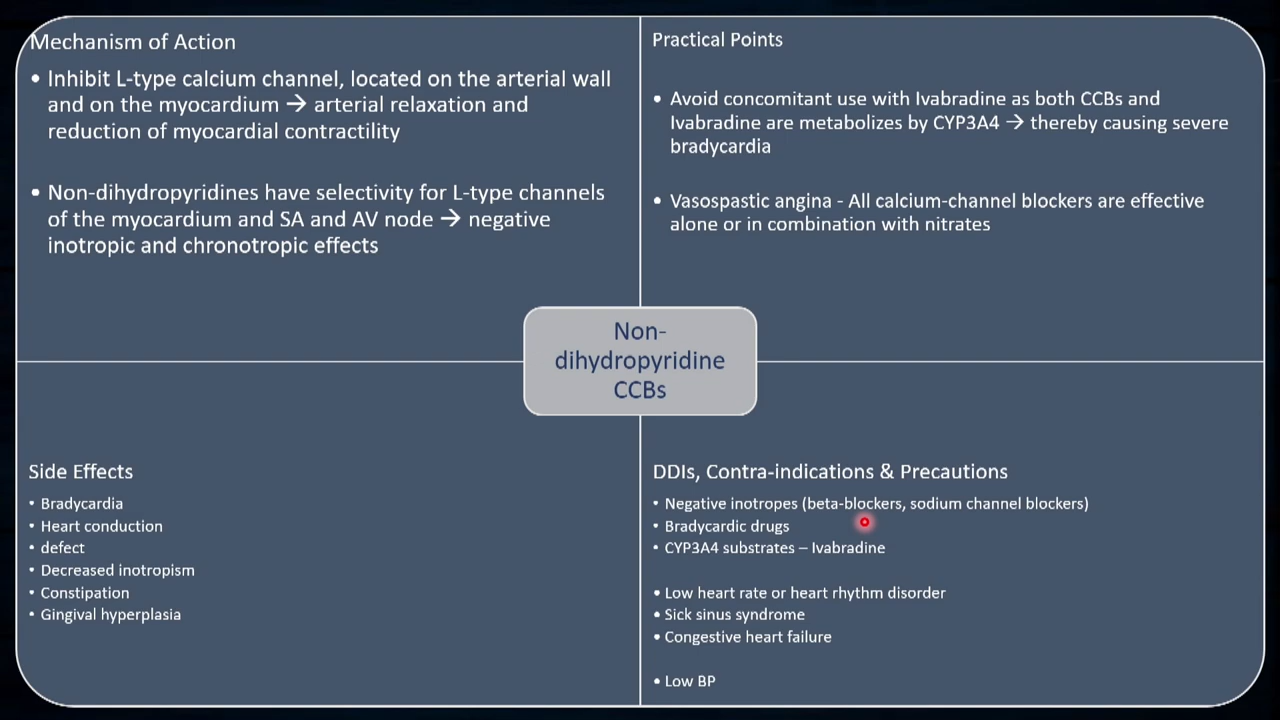 Mechanism of Action
• Inhibit L-type calcium channel, located on the arterial wall
and on the myocardium → arterial relaxation and
reduction of myocardial contractility
• Non-dihydropyridines have selectivity for L-type channels
of the myocardium and SA and AV node → negative
inotropic and chronotropic effects
Practical Points
• Avoid concomitant use with Ivabradine as both CCBs and
Ivabradine are metabolizes by CYP3A4 → thereby causing severe
bradycardia
• Vasospastic angina - All calcium-channel blockers are effective
alone or in combination with nitrates
Non-
dihydropyridine
CCBs
Side Effects
• Bradycardia
• Heart conduction
• defect
• Decreased inotropism
• Constipation
• Gingival hyperplasia
DDIs, Contra-indications & Precautions
• Negative inotropes (beta-blockers, sodium channel blockers)
• Bradycardic drugs
• CYP3A4 substrates – Ivabradine
• Low heart rate or heart rhythm disorder
• Sick sinus syndrome
• Congestive heart failure
• Low BP